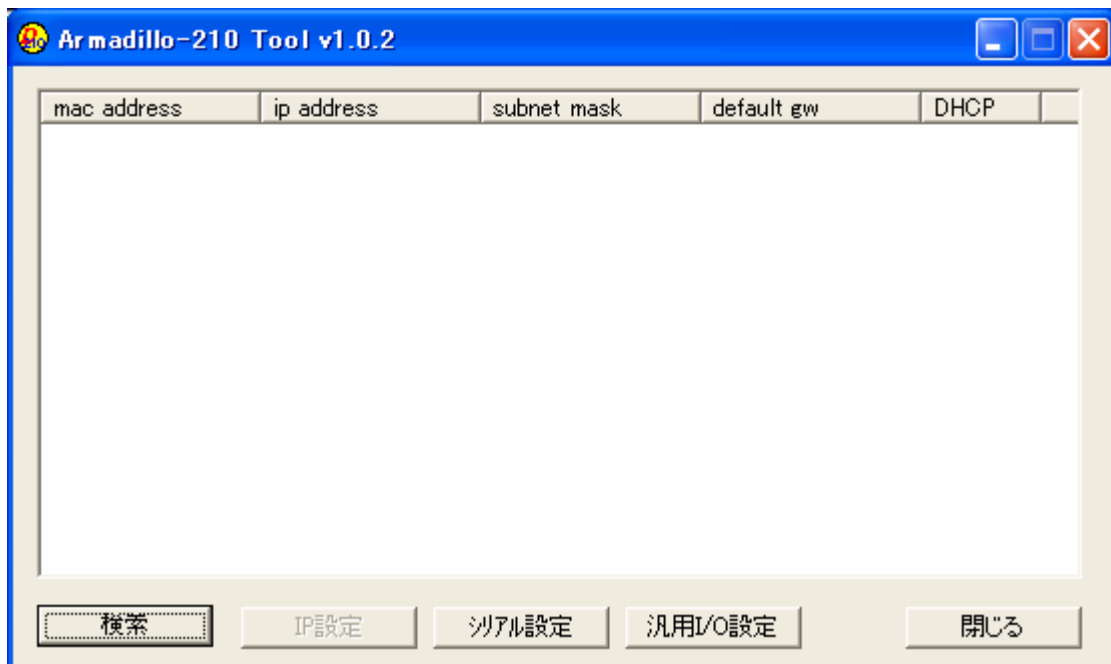 Armadillo-210 Tool v1.0.2
mac address ip address subnet mask default gw DHCP
検索 IP設定 シリアル設定 汎用I/O設定 閉じる